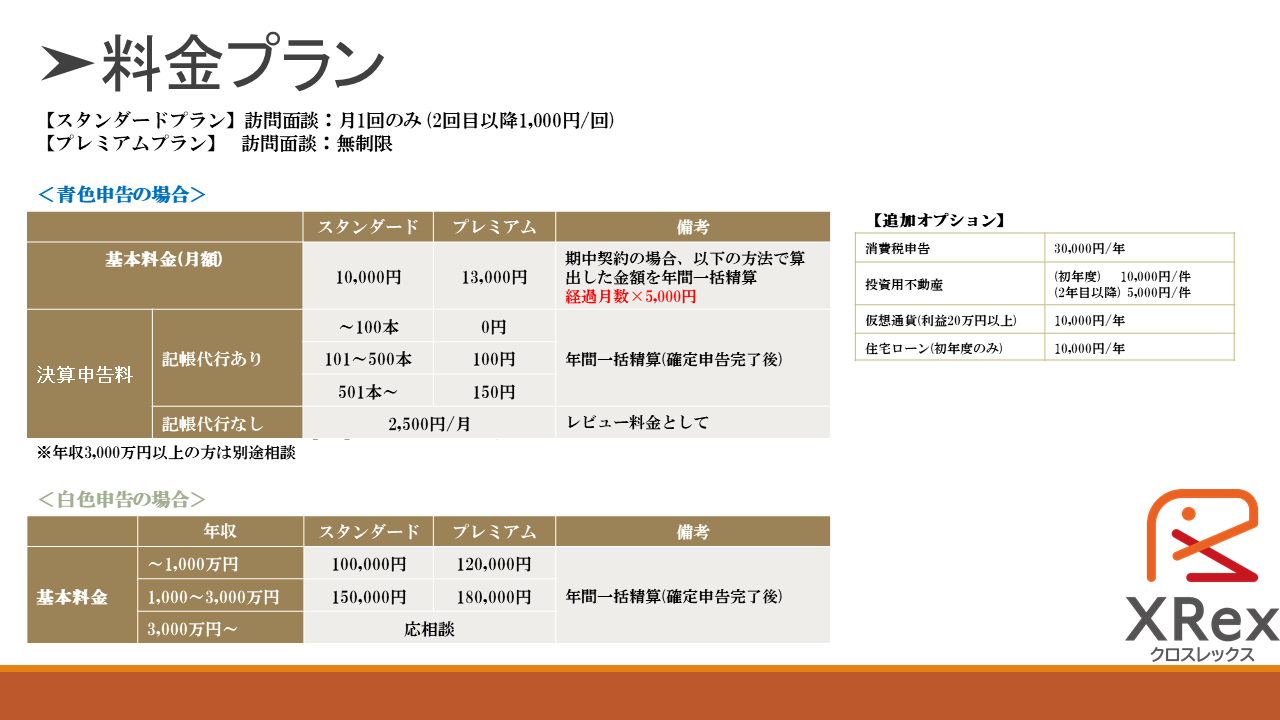 料金プラン
【スタンダードプラン】訪問面談：月1回のみ (2回目以降1,000円/回)
【プレミアムプラン】 訪問面談：無制限
＜青色申告の場合＞
スタンダード プレミアム 備考
基本料金(月額) 10,000円 13,000円 期中契約の場合、以下の方法で算
出した金額を年間一括精算
経過月数×5,000円
決算申告料 記帳代行あり ～100本 0円 年間一括精算(確定申告完了後)
101～500本 100円
501本～ 150円
記帳代行なし 2,500円/月 レビュー料金として
※年収3,000万円以上の方は別途相談
【追加オプション】
消費税申告 30,000円/年
投資用不動産 (初年度) 10,000円/件
(2年目以降) 5,000円/件
仮想通貨(利益20万円以上) 10,000円/年
住宅ローン(初年度のみ) 10,000円/年
＜白色申告の場合＞
年収 スタンダード プレミアム 備考
基本料金 ～1,000万円 100,000円 120,000円 年間一括精算(確定申告完了後)
1,000～3,000万円 150,000円 180,000円
3,000万円～ 応相談
XRex
クロスレックス